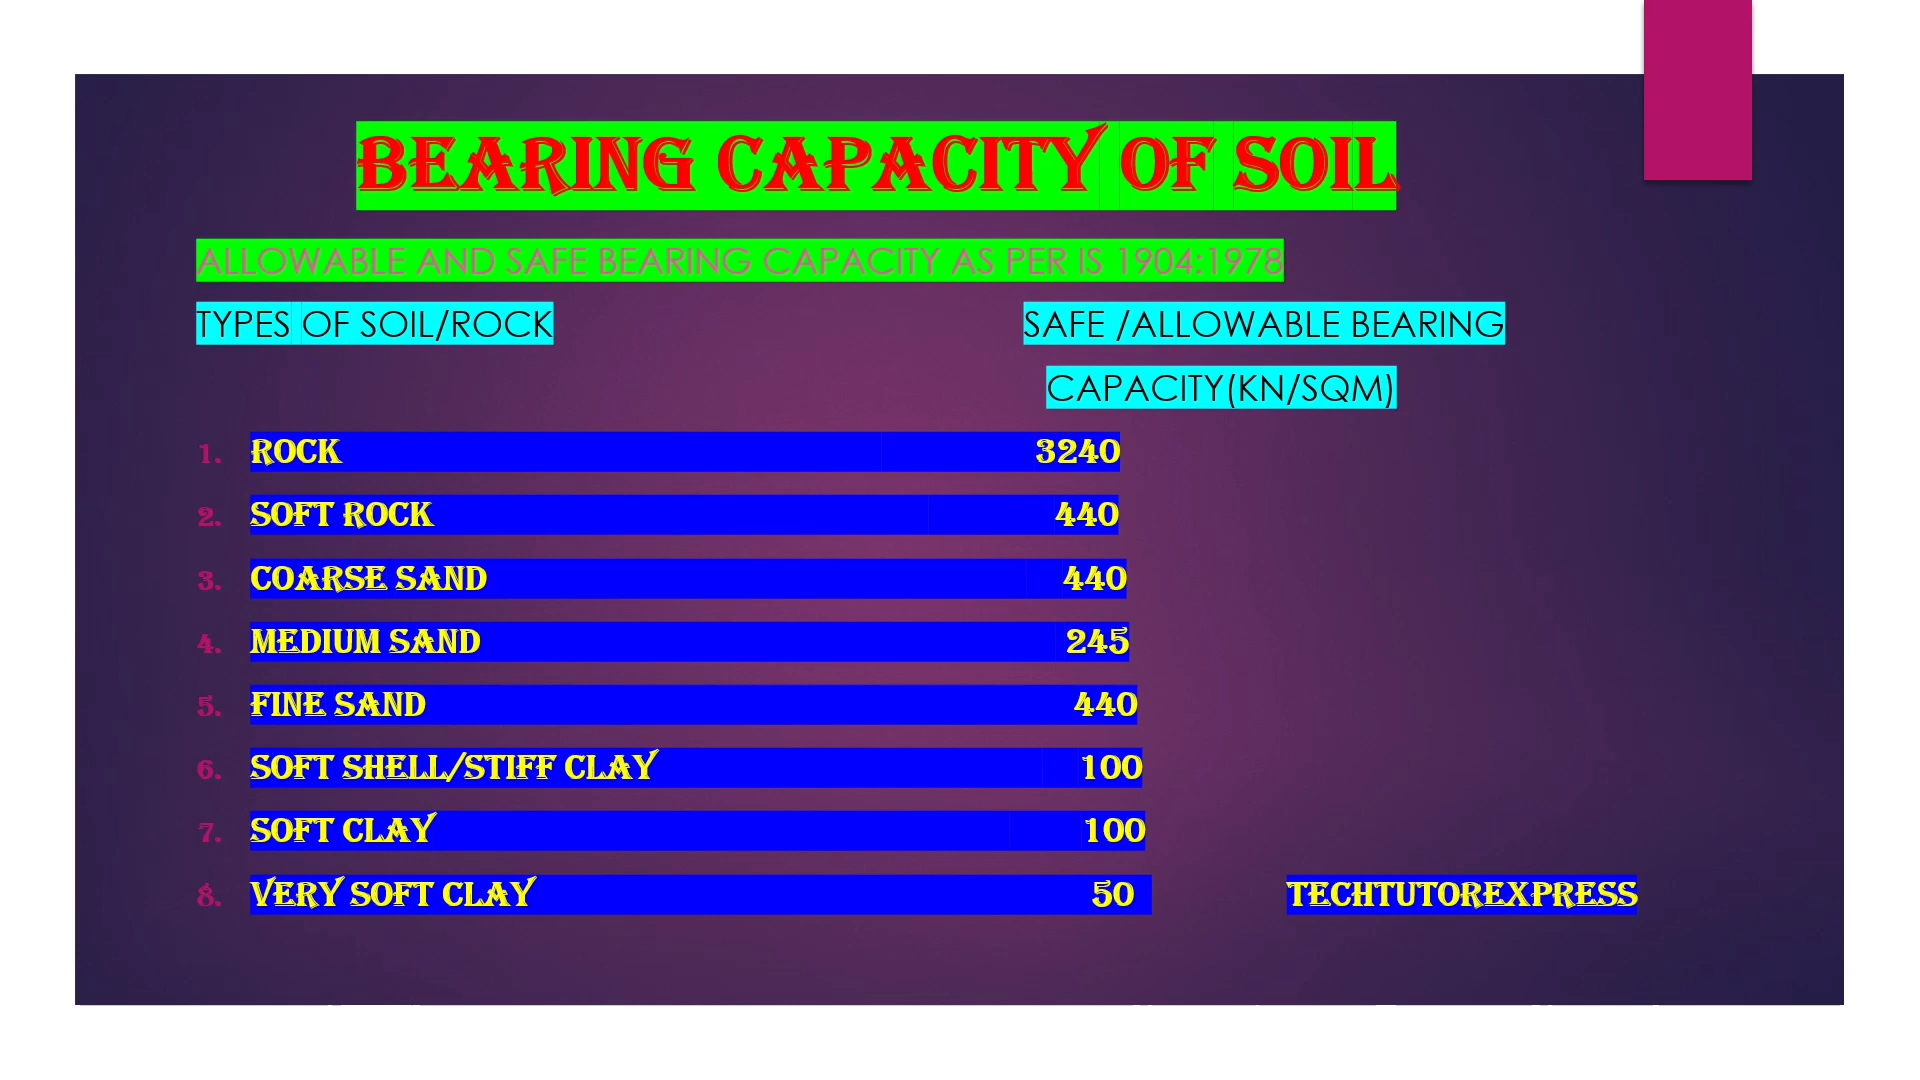 BEARING CAPACITY OF SOIL
ALLOWABLE AND SAFE BEARING CAPACITY AS PER IS 1904:1978
TYPES OF SOIL/ROCK SAFE /ALLOWABLE BEARING
CAPACITY(KN/SQM)
1. ROCK 3240
2. SOFT ROCK 440
3. COARSE SAND 440
4. MEDIUM SAND 245
5. FINE SAND 440
6. SOFT SHELL/STIFF CLAY 100
7. SOFT CLAY 100
8. VERY SOFT CLAY 50 TECHTUTOREXPRESS